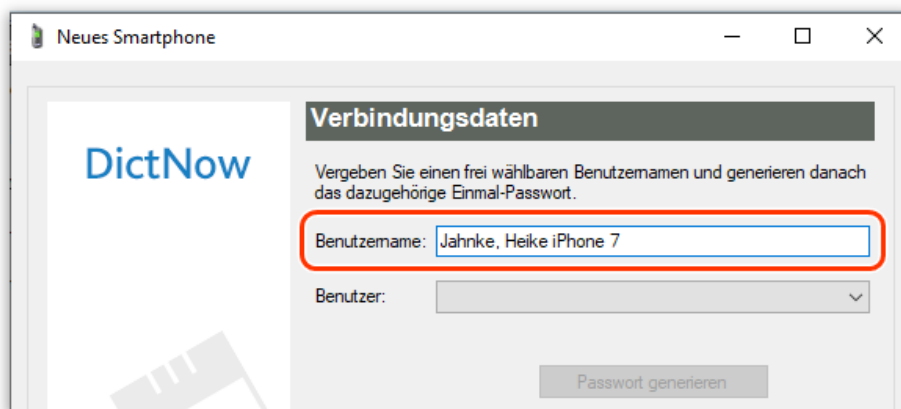 Neues Smartphone
DictNow
Verbindungsdaten
Vergeben Sie einen frei wählbaren Benutzernamen und generieren danach
das dazugehörige Einmal-Passwort.
Benutzername: Jahnke, Heike iPhone 7
Benutzer:
Passwort generieren